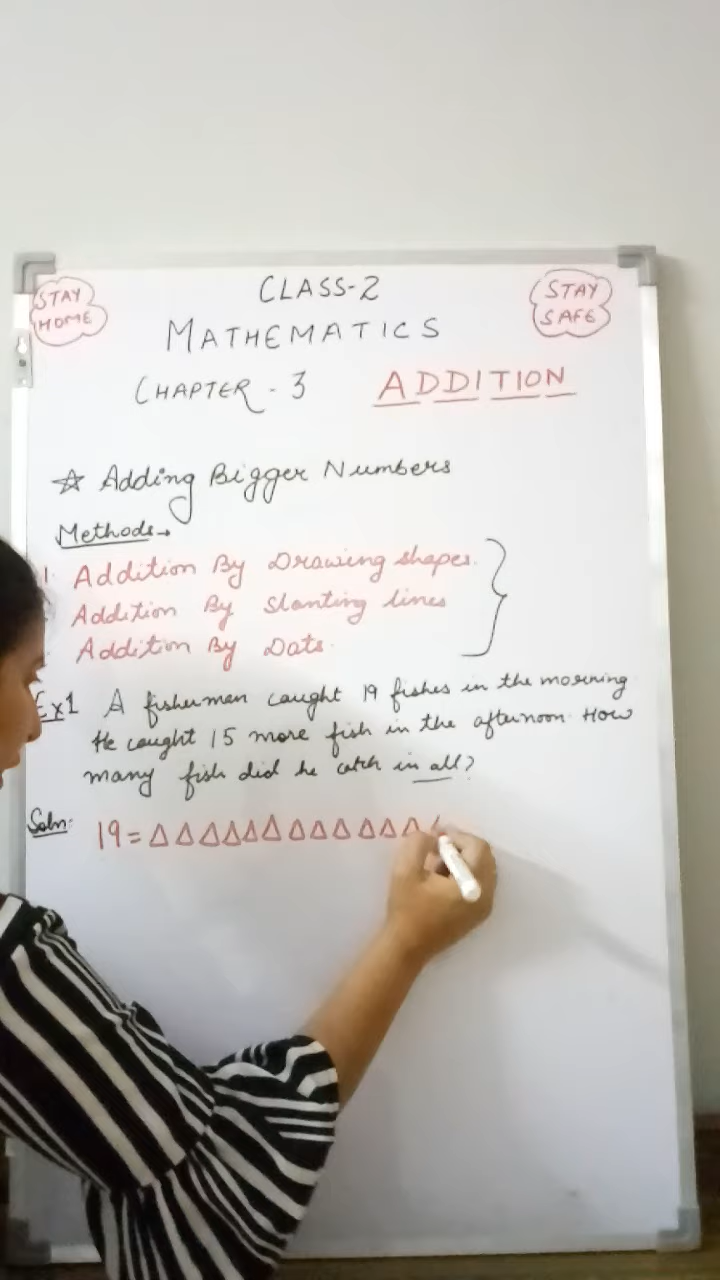 STAY HOME
STAY SAFE
CLASS-2
MATHEMATICS
CHAPTER - 3 ADDITION
☆ Adding Bigger Numbers
Methods→
1. Addition By Drawing shapes.
Addition By Slanting lines
Addition By Dots.
Ex1 A fisherman caught 19 fishes in the morning
He caught 15 more fish in the afternoon. How
many fish did he catch in all?
Soln: 19 = Δ Δ Δ Δ Δ Δ Δ Δ Δ Δ Δ Δ